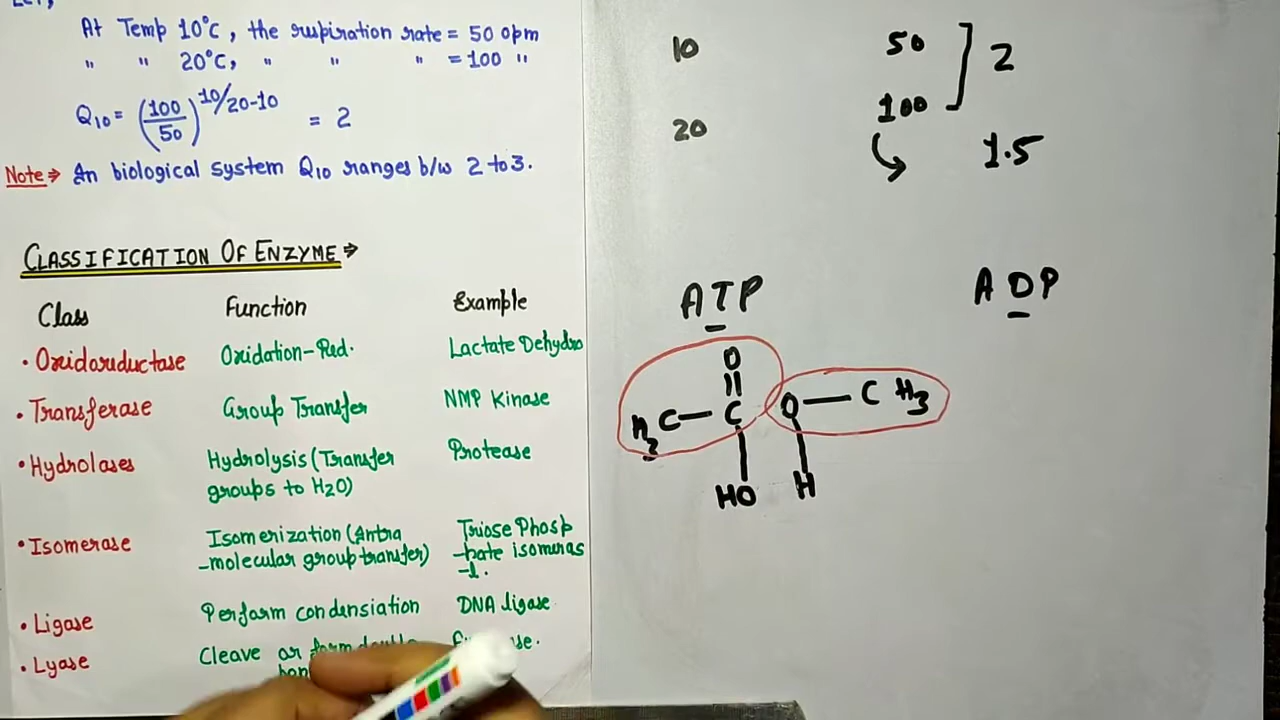 At Temp 10°C, the ruspiration rate = 50 opm
" " 20°C, " " " = 100 "
Q10 = (100/50)^10/20-10 = 2
Note ⇒ In biological system Q10 ranges b/w 2 to 3.
CLASSIFICATION OF ENZYME ⇒
Class Function Example
• Oxidoreductase Oxidation-Red. Lactate Dehydro
• Transferase Group Transfer NMP Kinase
• Hydrolases Hydrolysis (Transfer Protease
groups to H2O)
• Isomerase Isomerization (Intra Triose Phosp
-molecular group transfer) -hate isomeras
-e.
• Ligase Perform condensiation DNA ligase
• Lyase Cleave or form
10 50 ] 2
20 100
1.5
ATP ADP
O
H3C—C O—CH3
HO H